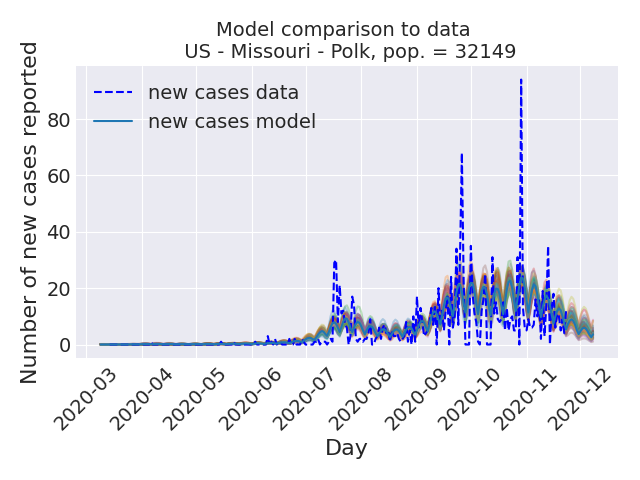 Model comparison to data
US - Missouri - Polk, pop. = 32149
Number of new cases reported
new cases data
new cases model
80
60
40
20
0
2020-03
2020-04
2020-05
2020-06
2020-07
2020-08
2020-09
2020-10
2020-11
2020-12
Day